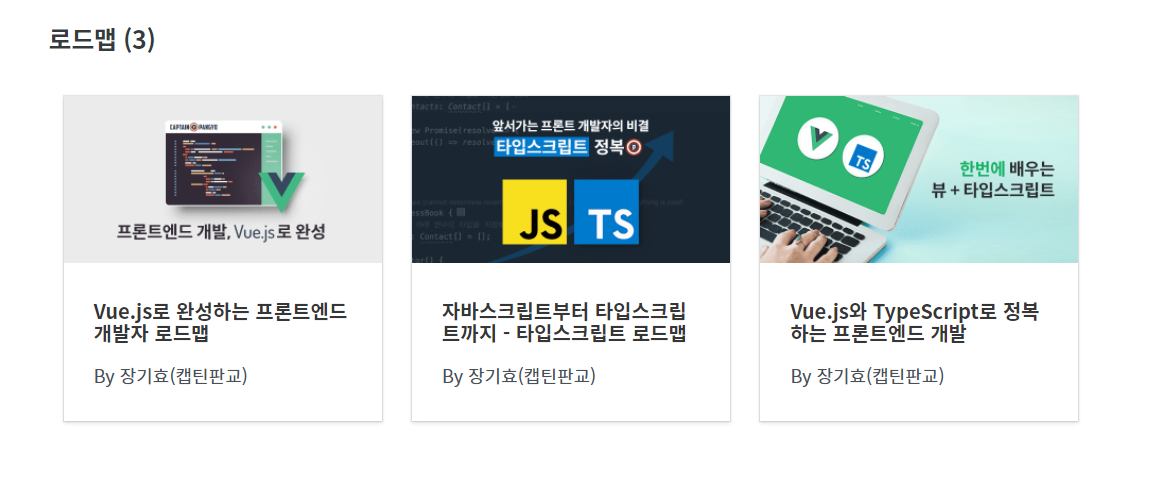 로드맵 (3)
CAPTAIN PANGYO
프론트엔드 개발, Vue.js로 완성
Vue.js로 완성하는 프론트엔드
개발자 로드맵
By 장기효(캡틴판교)
ontacts: Contact[] = [
ew Promise(resolv
앞서가는 프론트 개발자의 비결
타입스크립트 정복
JS TS
essBook {
Contact[] = [];
자바스크립트부터 타입스크립
트까지 - 타입스크립트 로드맵
By 장기효(캡틴판교)
TS
한번에 배우는
뷰 + 타입스크립트
Vue.js와 TypeScript로 정복
하는 프론트엔드 개발
By 장기효(캡틴판교)